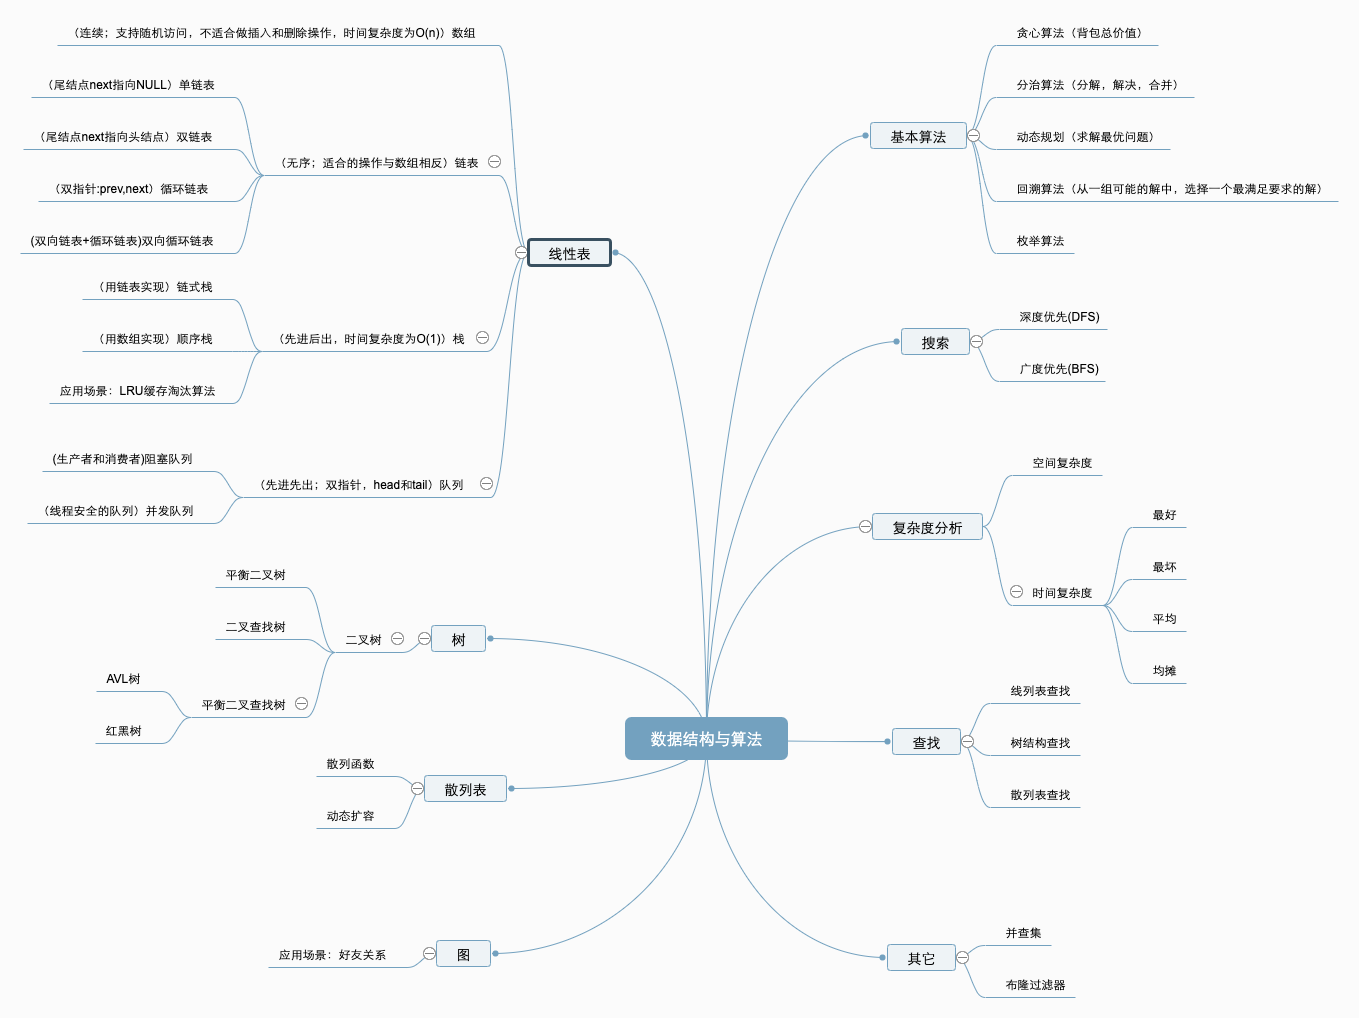 数据结构与算法
（连续；支持随机访问，不适合做插入和删除操作，时间复杂度为O(n)）数组
（尾结点next指向NULL）单链表
（尾结点next指向头结点）双链表
（双指针:prev,next）循环链表
(双向链表+循环链表)双向循环链表
（无序；适合的操作与数组相反）链表
线性表
（用链表实现）链式栈
（用数组实现）顺序栈
应用场景：LRU缓存淘汰算法
（先进后出，时间复杂度为O(1)）栈
(生产者和消费者)阻塞队列
（线程安全的队列）并发队列
（先进先出；双指针，head和tail）队列
平衡二叉树
二叉查找树
AVL树
红黑树
平衡二叉查找树
二叉树
树
散列函数
动态扩容
散列表
应用场景：好友关系
图
基本算法
贪心算法（背包总价值）
分治算法（分解，解决，合并）
动态规划（求解最优问题）
回溯算法（从一组可能的解中，选择一个最满足要求的解）
枚举算法
搜索
深度优先(DFS)
广度优先(BFS)
复杂度分析
空间复杂度
时间复杂度
最好
最坏
平均
均摊
查找
线列表查找
树结构查找
散列表查找
其它
并查集
布隆过滤器